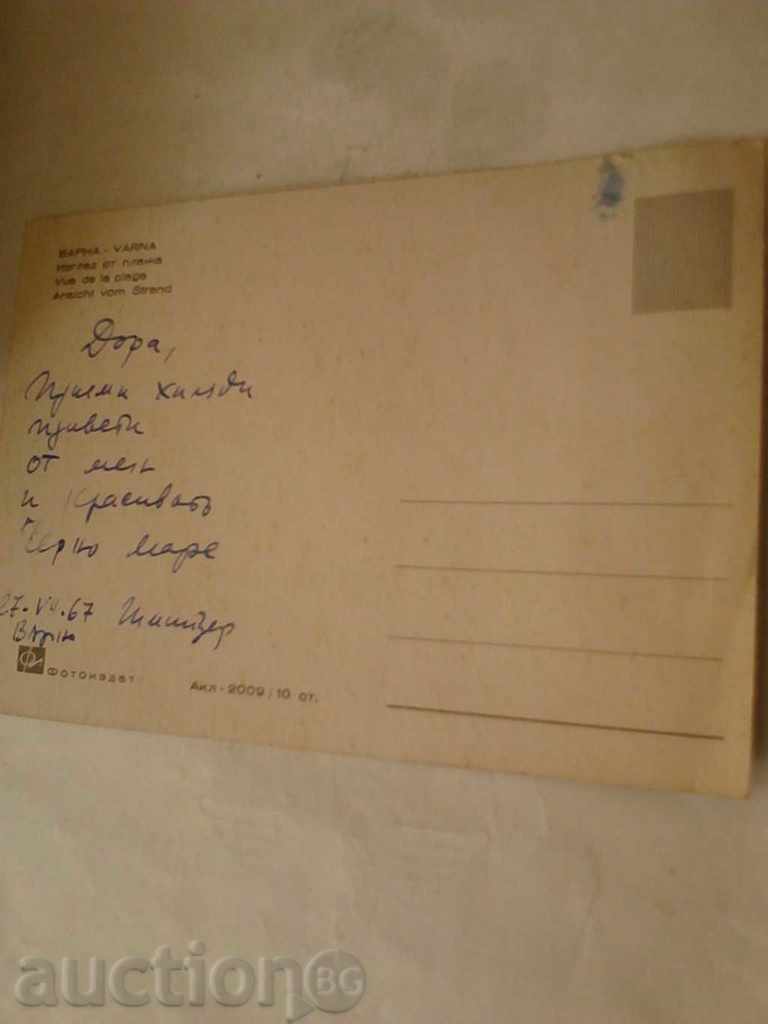 ВАРНА - VARNA
Изглед от плажа
Vue de la plage
Ansicht vom Strand
Дора,
Приеми хиляди
привети
от мен
и красивото
Черно море
27.VII.67
Варна
Фотоиздат
Акл-2009/10 ст.
auctionBG